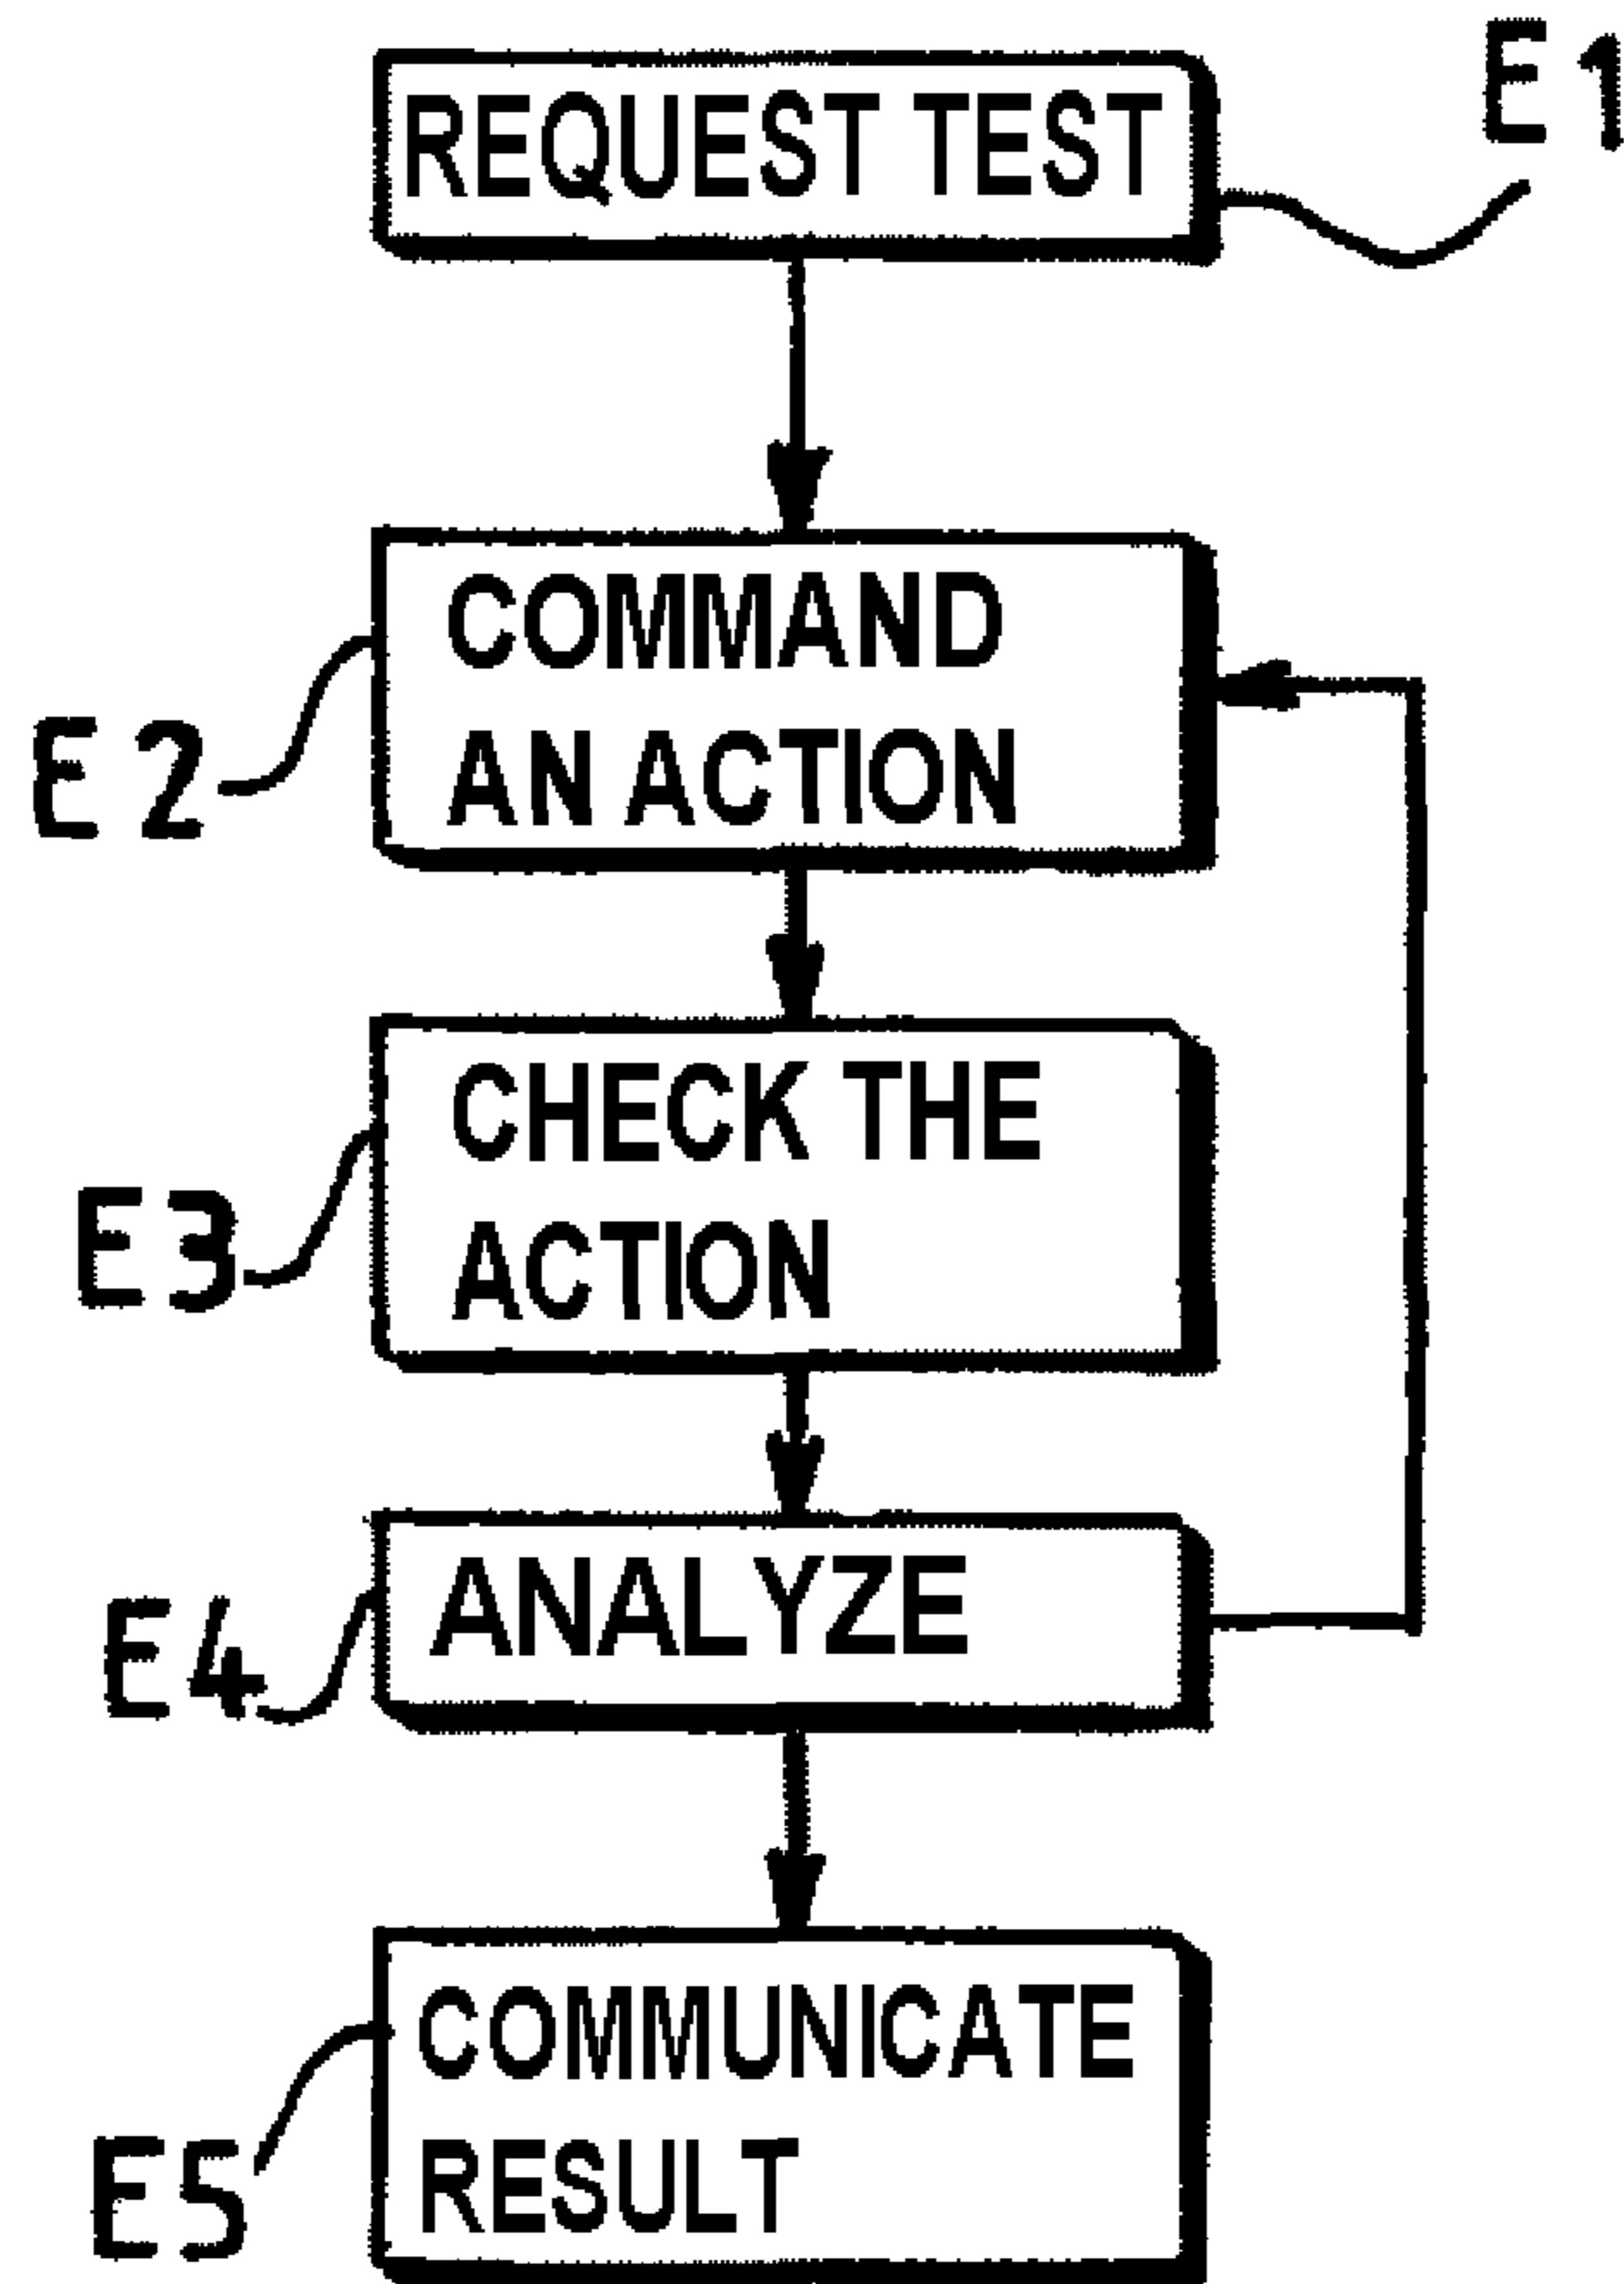 REQUEST TEST
E1
COMMAND
AN ACTION
E2
CHECK THE
ACTION
E3
ANALYZE
E4
COMMUNICATE
RESULT
E5